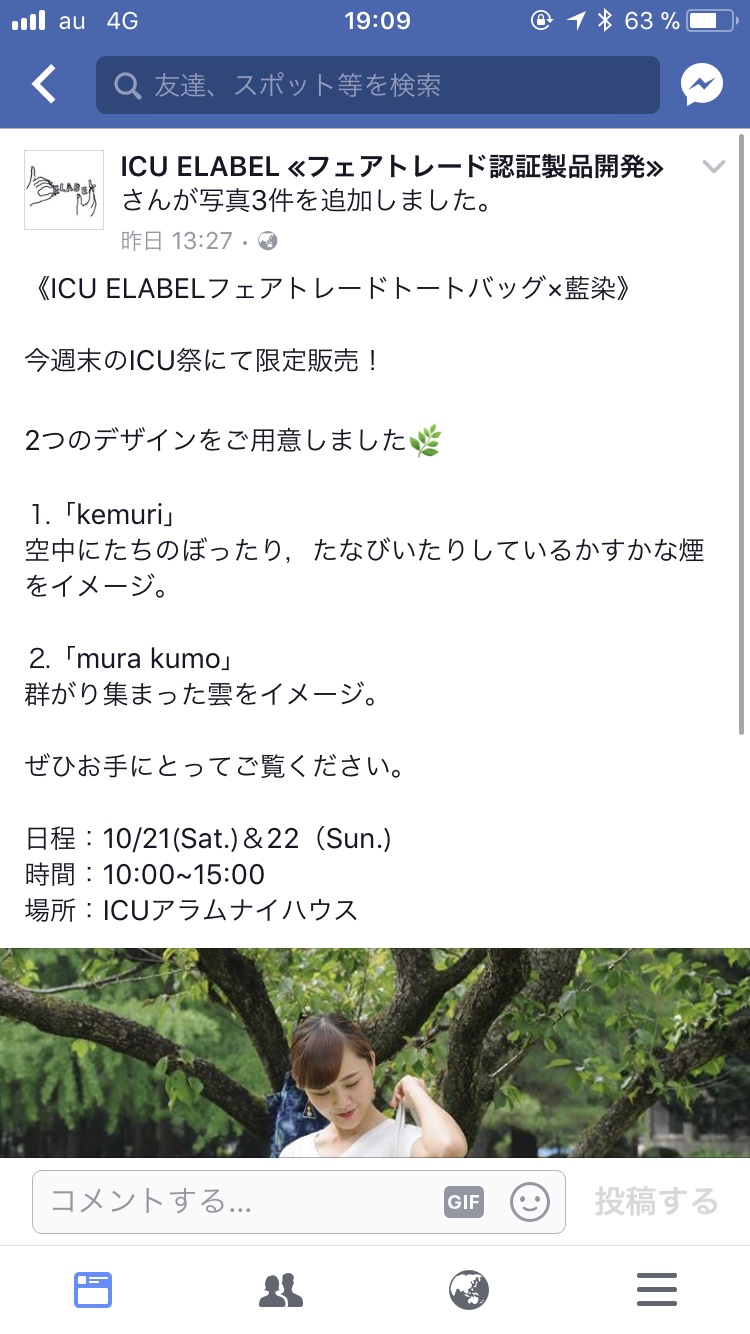 au 4G 19:09 63 %
友達、スポット等を検索
ELABEL
ICU ELABEL ≪フェアトレード認証製品開発≫
さんが写真3件を追加しました。
昨日 13:27 ·
《ICU ELABELフェアトレードトートバッグ×藍染》
今週末のICU祭にて限定販売！
2つのデザインをご用意しました🌿
１.「kemuri」
空中にたちのぼったり，たなびいたりしているかすかな煙
をイメージ。
２.「mura kumo」
群がり集まった雲をイメージ。
ぜひお手にとってご覧ください。
日程：10/21(Sat.)＆22（Sun.)
時間：10:00~15:00
場所：ICUアラムナイハウス
コメントする... GIF 投稿する